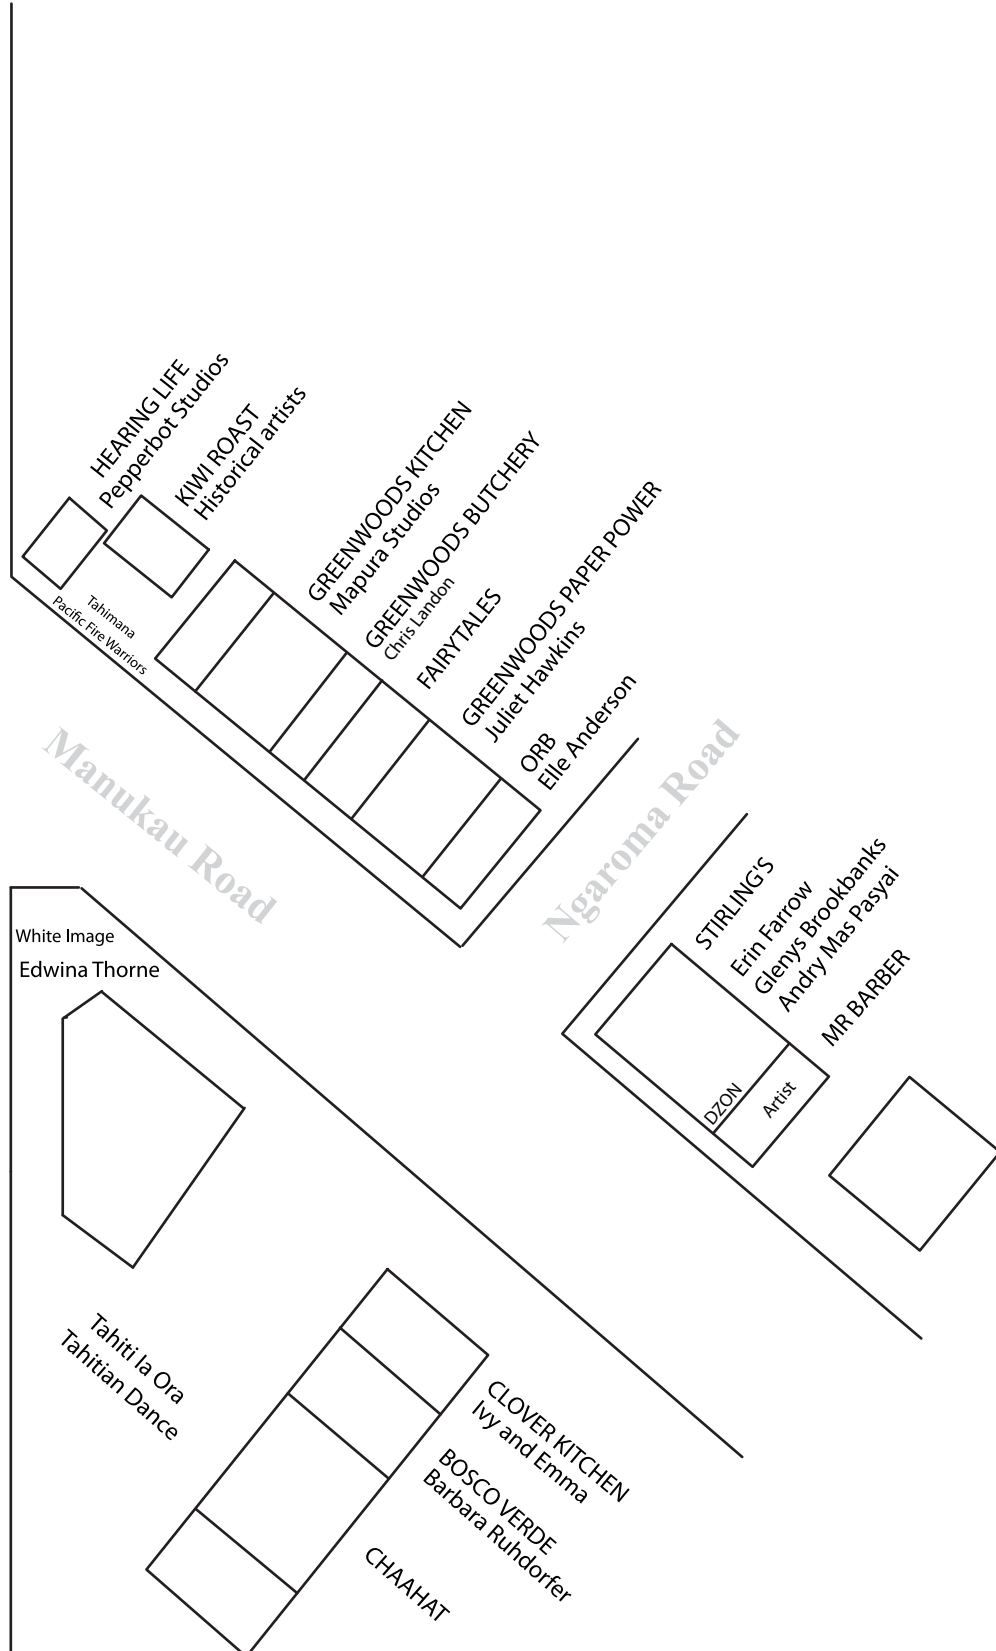 HEARING LIFE
Pepperbot Studios
KIWI ROAST
Historical artists
GREENWOODS KITCHEN
Mapura Studios
GREENWOODS BUTCHERY
Chris Landon
FAIRYTALES
GREENWOODS PAPER POWER
Juliet Hawkins
ORB
Elle Anderson
Tahimana
Pacific Fire Warriors
Manukau Road
Ngaroma Road
STIRLING'S
Erin Farrow
Glenys Brookbanks
Andry Mas Pasyai
MR BARBER
DZON
Artist
White Image
Edwina Thorne
Tahiti la Ora
Tahitian Dance
CLOVER KITCHEN
Ivy and Emma
BOSCO VERDE
Barbara Ruhdorfer
CHAAHAT